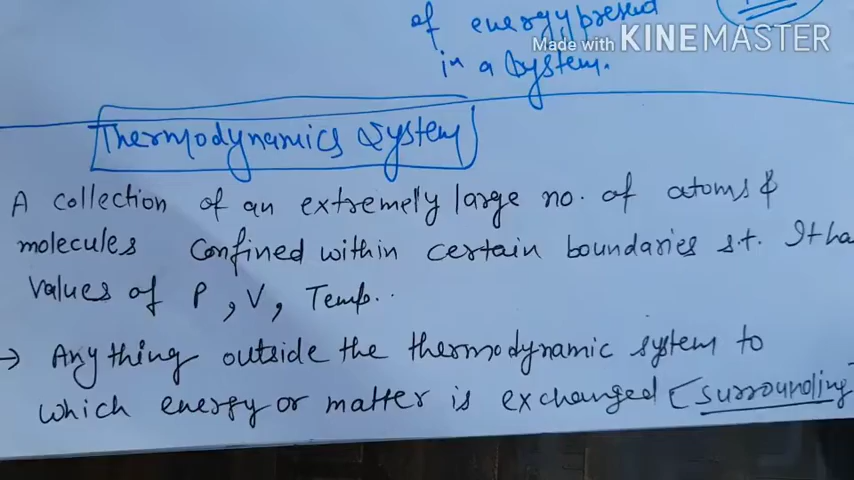 of energy present
Made with KINEMASTER
in a system.
Thermodynamics System
A collection of an extremely large no. of atoms &
molecules confined within certain boundaries s.t. It ha
values of P, V, Temp..
→ Anything outside the thermodynamic system to
which energy or matter is exchanged [surrounding